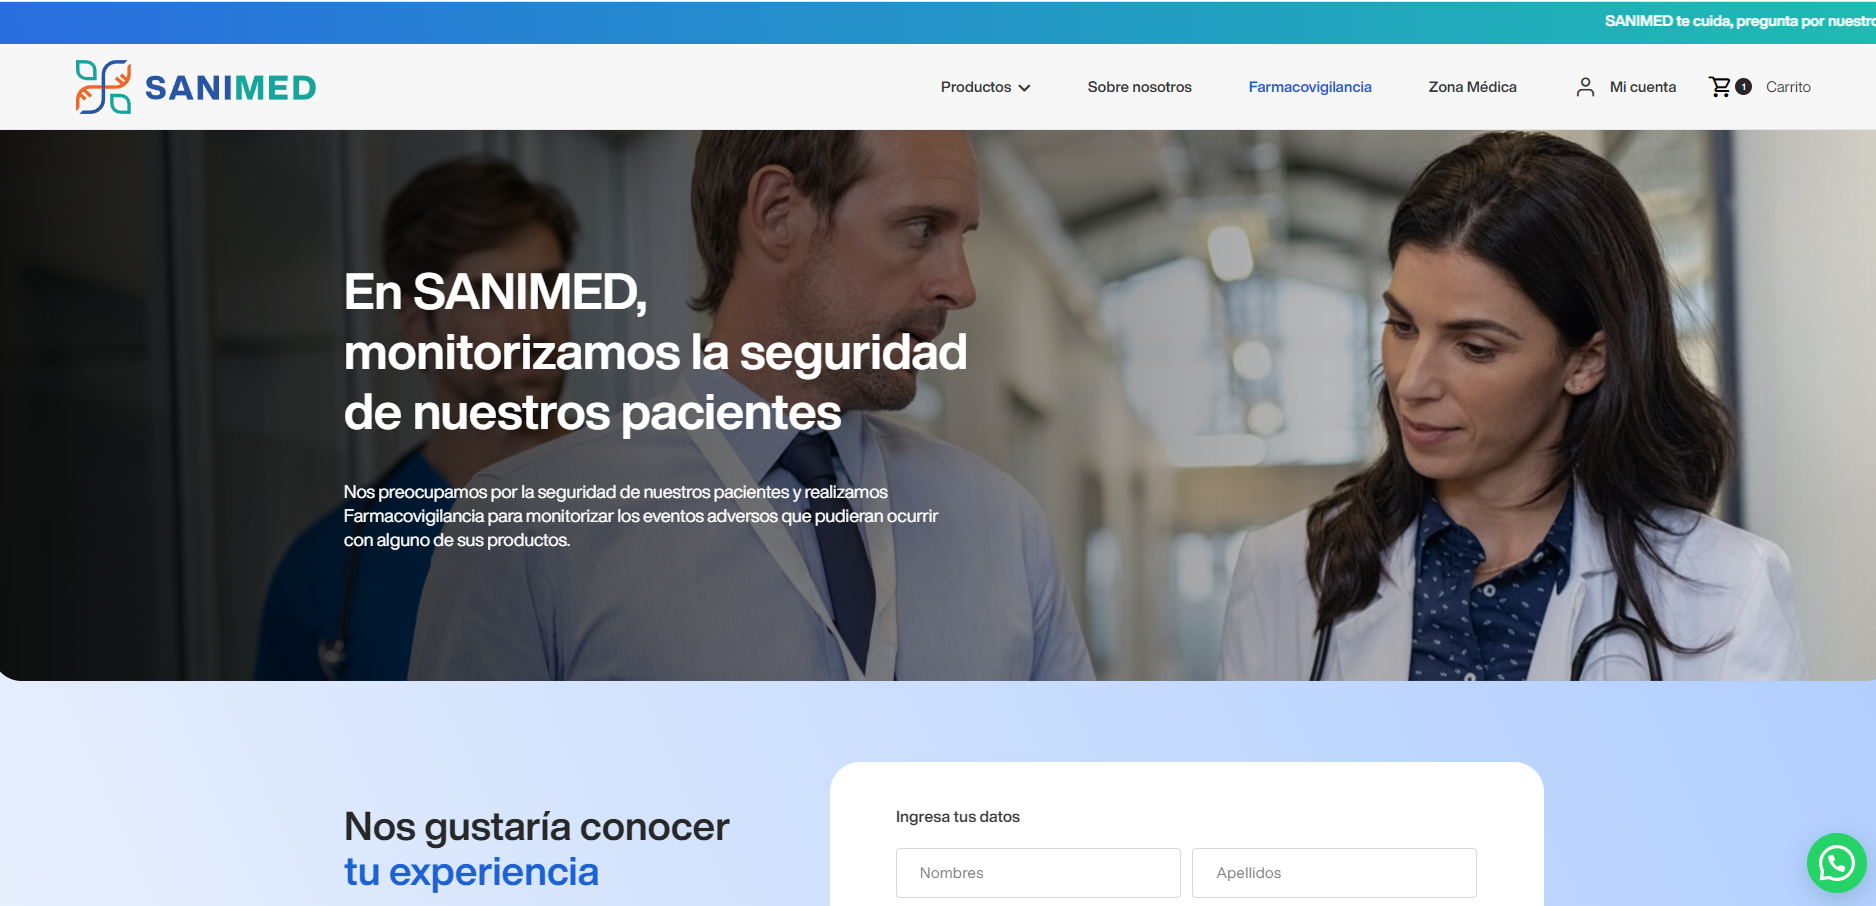 SANIMED te cuida, pregunta por nuestro
SANIMED
Productos
Sobre nosotros
Farmacovigilancia
Zona Médica
Mi cuenta
1
Carrito
En SANIMED,
monitorizamos la seguridad
de nuestros pacientes
Nos preocupamos por la seguridad de nuestros pacientes y realizamos
Farmacovigilancia para monitorizar los eventos adversos que pudieran ocurrir
con alguno de sus productos.
Nos gustaría conocer
tu experiencia
Ingresa tus datos
Nombres
Apellidos